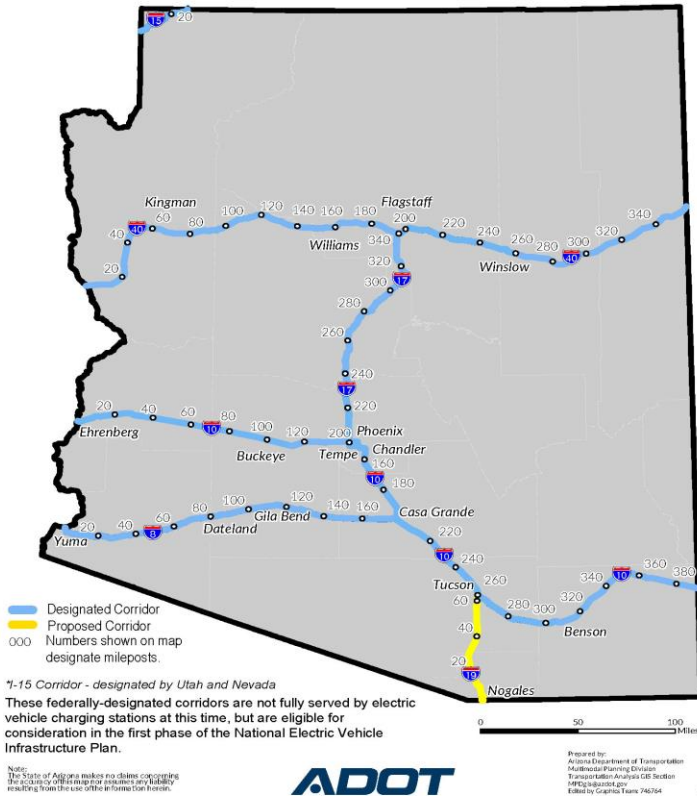 15
20
Kingman
Flagstaff
40
60
80
100
120
140
160
180
200
220
240
260
280
300
320
340
40
40
20
Williams
Winslow
340
320
300
17
280
260
240
17
220
200
Phoenix
Tempe
Chandler
20
40
60
10
80
100
120
Ehrenberg
Buckeye
160
10
180
Casa Grande
Yuma
20
40
8
60
80
100
120
140
160
Dateland
Gila Bend
220
10
240
Tucson
260
60
280
300
320
340
10
360
380
Benson
40
20
19
Nogales
Designated Corridor
Proposed Corridor
000 Numbers shown on map
designate mileposts.
*I-15 Corridor - designated by Utah and Nevada
These federally-designated corridors are not fully served by electric
vehicle charging stations at this time, but are eligible for
consideration in the first phase of the National Electric Vehicle
Infrastructure Plan.
0 50 100
Miles
Note:
The State of Arizona makes no claims concerning
the accuracy of this map nor assumes any liability
resulting from the use of the information herein.
ADOT
Prepared by:
Arizona Department of Transportation
Multimodal Planning Division
Transportation Analysis GIS Section
MPDgis@azdot.gov
Edited by Graphics Team: 746764